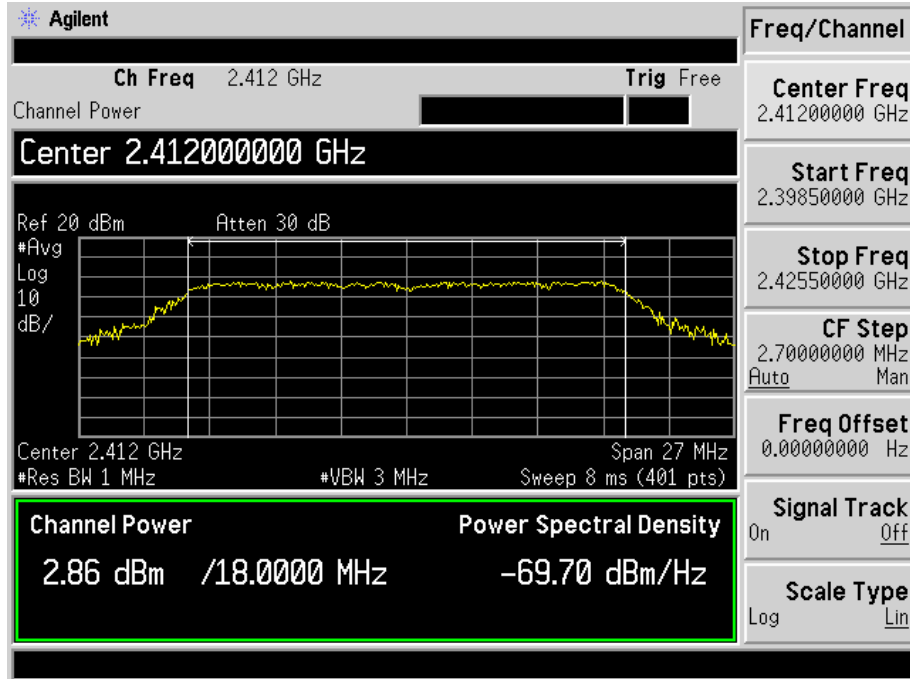 Agilent
Freq/Channel
Ch Freq 2.412 GHz Trig Free
Channel Power
Center 2.412000000 GHz
Ref 20 dBm Atten 30 dB
#Avg
Log
10
dB/
Center 2.412 GHz Span 27 MHz
#Res BW 1 MHz #VBW 3 MHz Sweep 8 ms (401 pts)
Channel Power Power Spectral Density
2.86 dBm /18.0000 MHz -69.70 dBm/Hz
Center Freq
2.41200000 GHz
Start Freq
2.39850000 GHz
Stop Freq
2.42550000 GHz
CF Step
2.70000000 MHz
Auto Man
Freq Offset
0.00000000 Hz
Signal Track
On Off
Scale Type
Log Lin